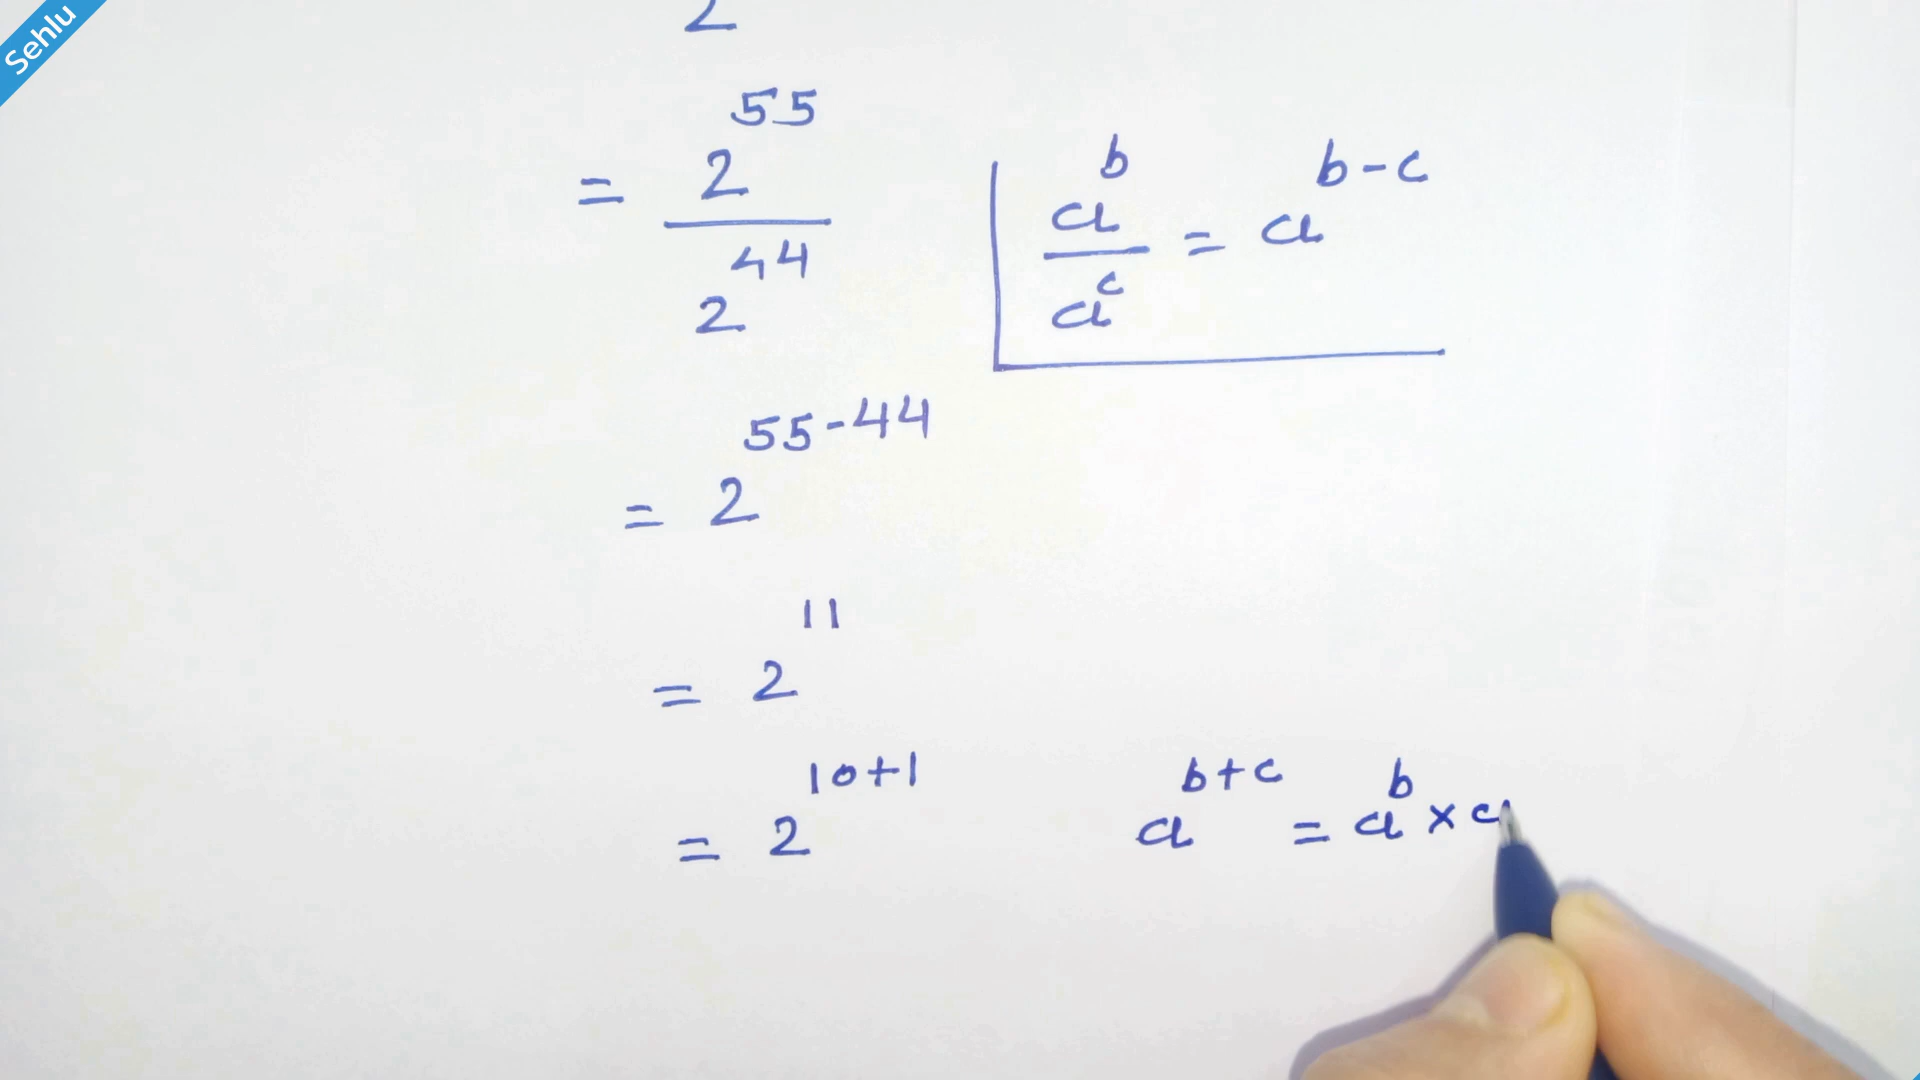 Sehlu
2
= 2^55 / 2^44
a^b / a^c = a^(b-c)
= 2^(55-44)
= 2^11
= 2^(10+1)
a^(b+c) = a^b × a